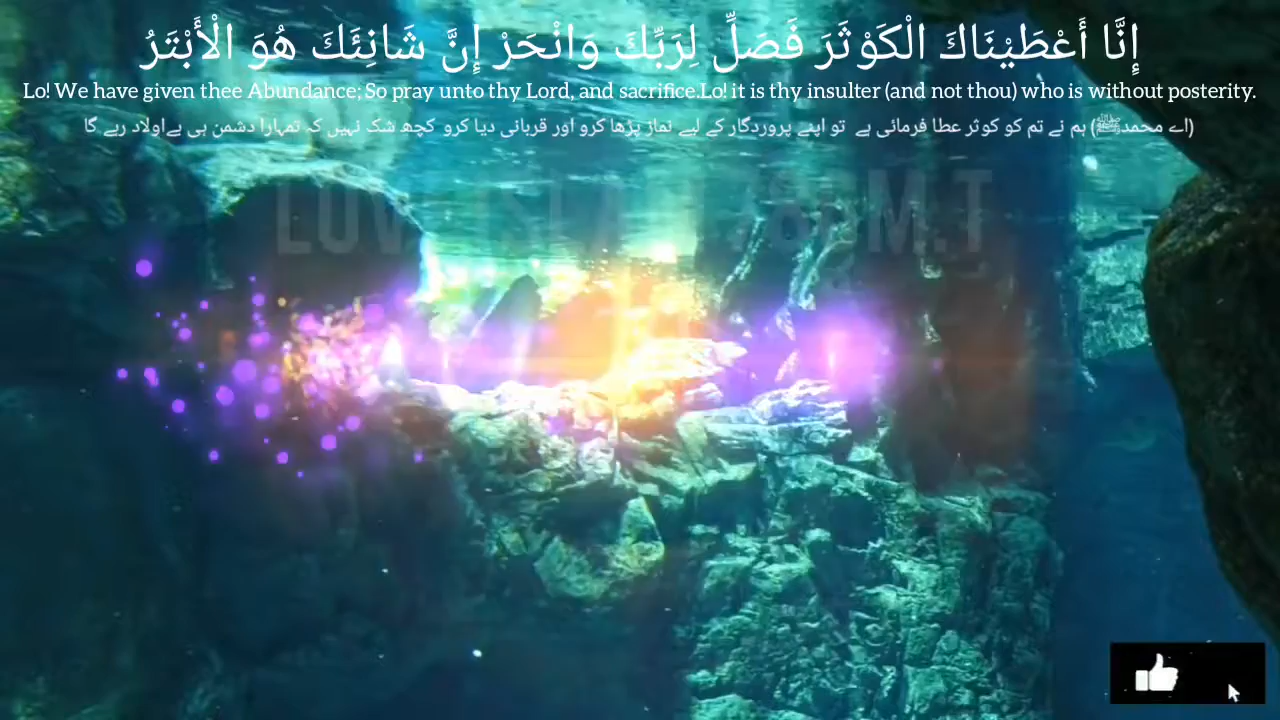 إِنَّا أَعْطَيْنَاكَ الْكَوْثَرَ فَصَلِّ لِرَبِّكَ وَانْحَرْ إِنَّ شَانِئَكَ هُوَ الْأَبْتَرُ
Lo! We have given thee Abundance; So pray unto thy Lord, and sacrifice.Lo! it is thy insulter (and not thou) who is without posterity.
(اے محمدﷺ) ہم نے تم کو کوثر عطا فرمائی ہے  تو اپنے پروردگار کے لیے نماز پڑھا کرو اور قربانی دیا کرو  کچھ شک نہیں کہ تمہارا دشمن ہی بےاولاد رہے گا